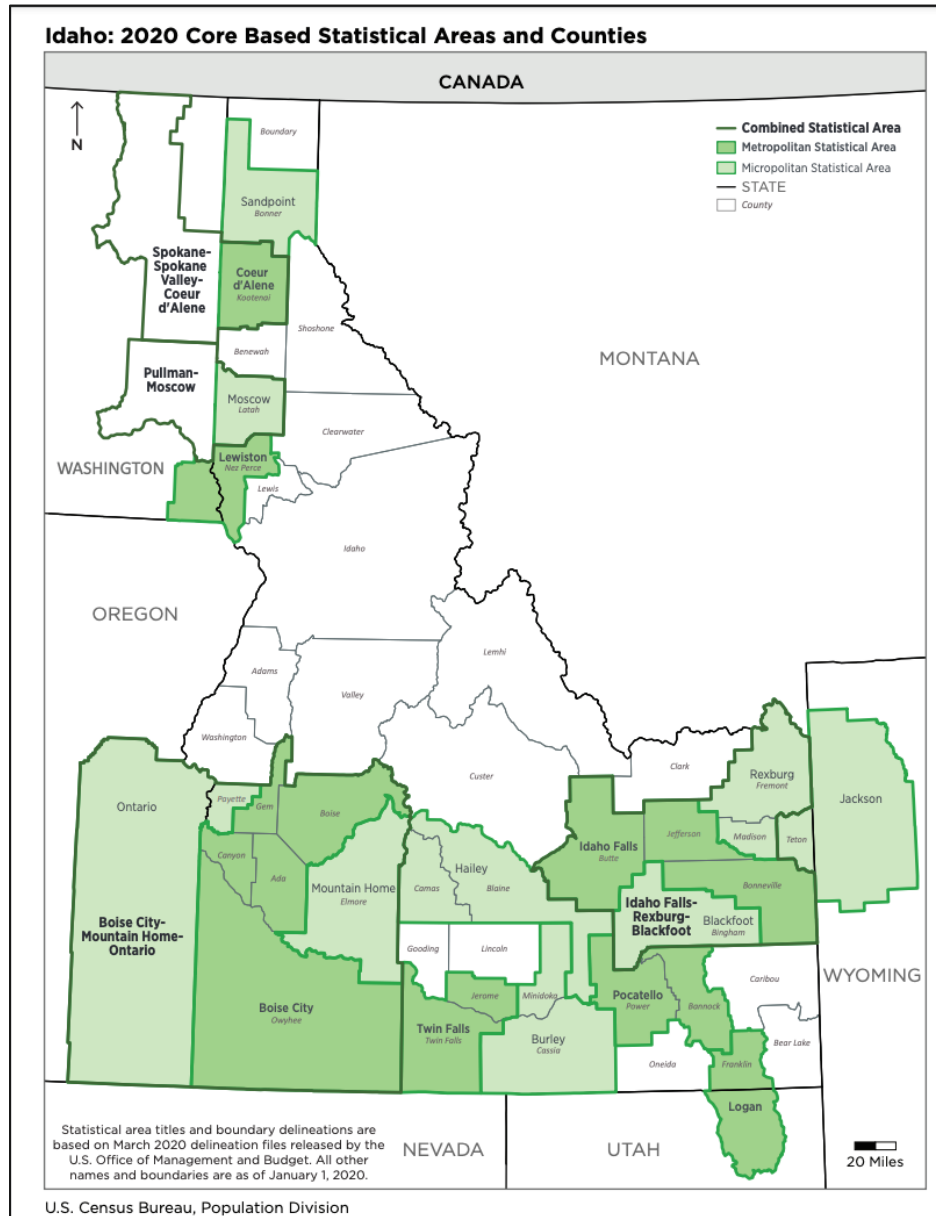 Idaho: 2020 Core Based Statistical Areas and Counties
CANADA
N
Combined Statistical Area
Metropolitan Statistical Area
Micropolitan Statistical Area
STATE
County
Boundary
Sandpoint
Bonner
Spokane-
Spokane
Valley-
Coeur
d'Alene
Coeur
d'Alene
Kootenai
Shoshone
MONTANA
Benewah
Pullman-
Moscow
Moscow
Latah
Clearwater
WASHINGTON
Lewiston
Nez Perce
Lewis
Idaho
OREGON
Adams
Valley
Lemhi
Washington
Custer
Clark
Rexburg
Fremont
Ontario
Payette
Gem
Boise
Jackson
Jefferson
Madison
Teton
Canyon
Ada
Idaho Falls
Butte
Hailey
Camas
Blaine
Mountain Home
Elmore
Bonneville
Idaho Falls-
Rexburg-
Blackfoot
Blackfoot
Bingham
Boise City-
Mountain Home-
Ontario
Gooding
Lincoln
Caribou
WYOMING
Boise City
Owyhee
Jerome
Minidoka
Pocatello
Power
Bannock
Twin Falls
Twin Falls
Burley
Cassia
Oneida
Franklin
Bear Lake
Logan
Statistical area titles and boundary delineations are
based on March 2020 delineation files released by the
U.S. Office of Management and Budget. All other
names and boundaries are as of January 1, 2020.
NEVADA
UTAH
20 Miles
U.S. Census Bureau, Population Division